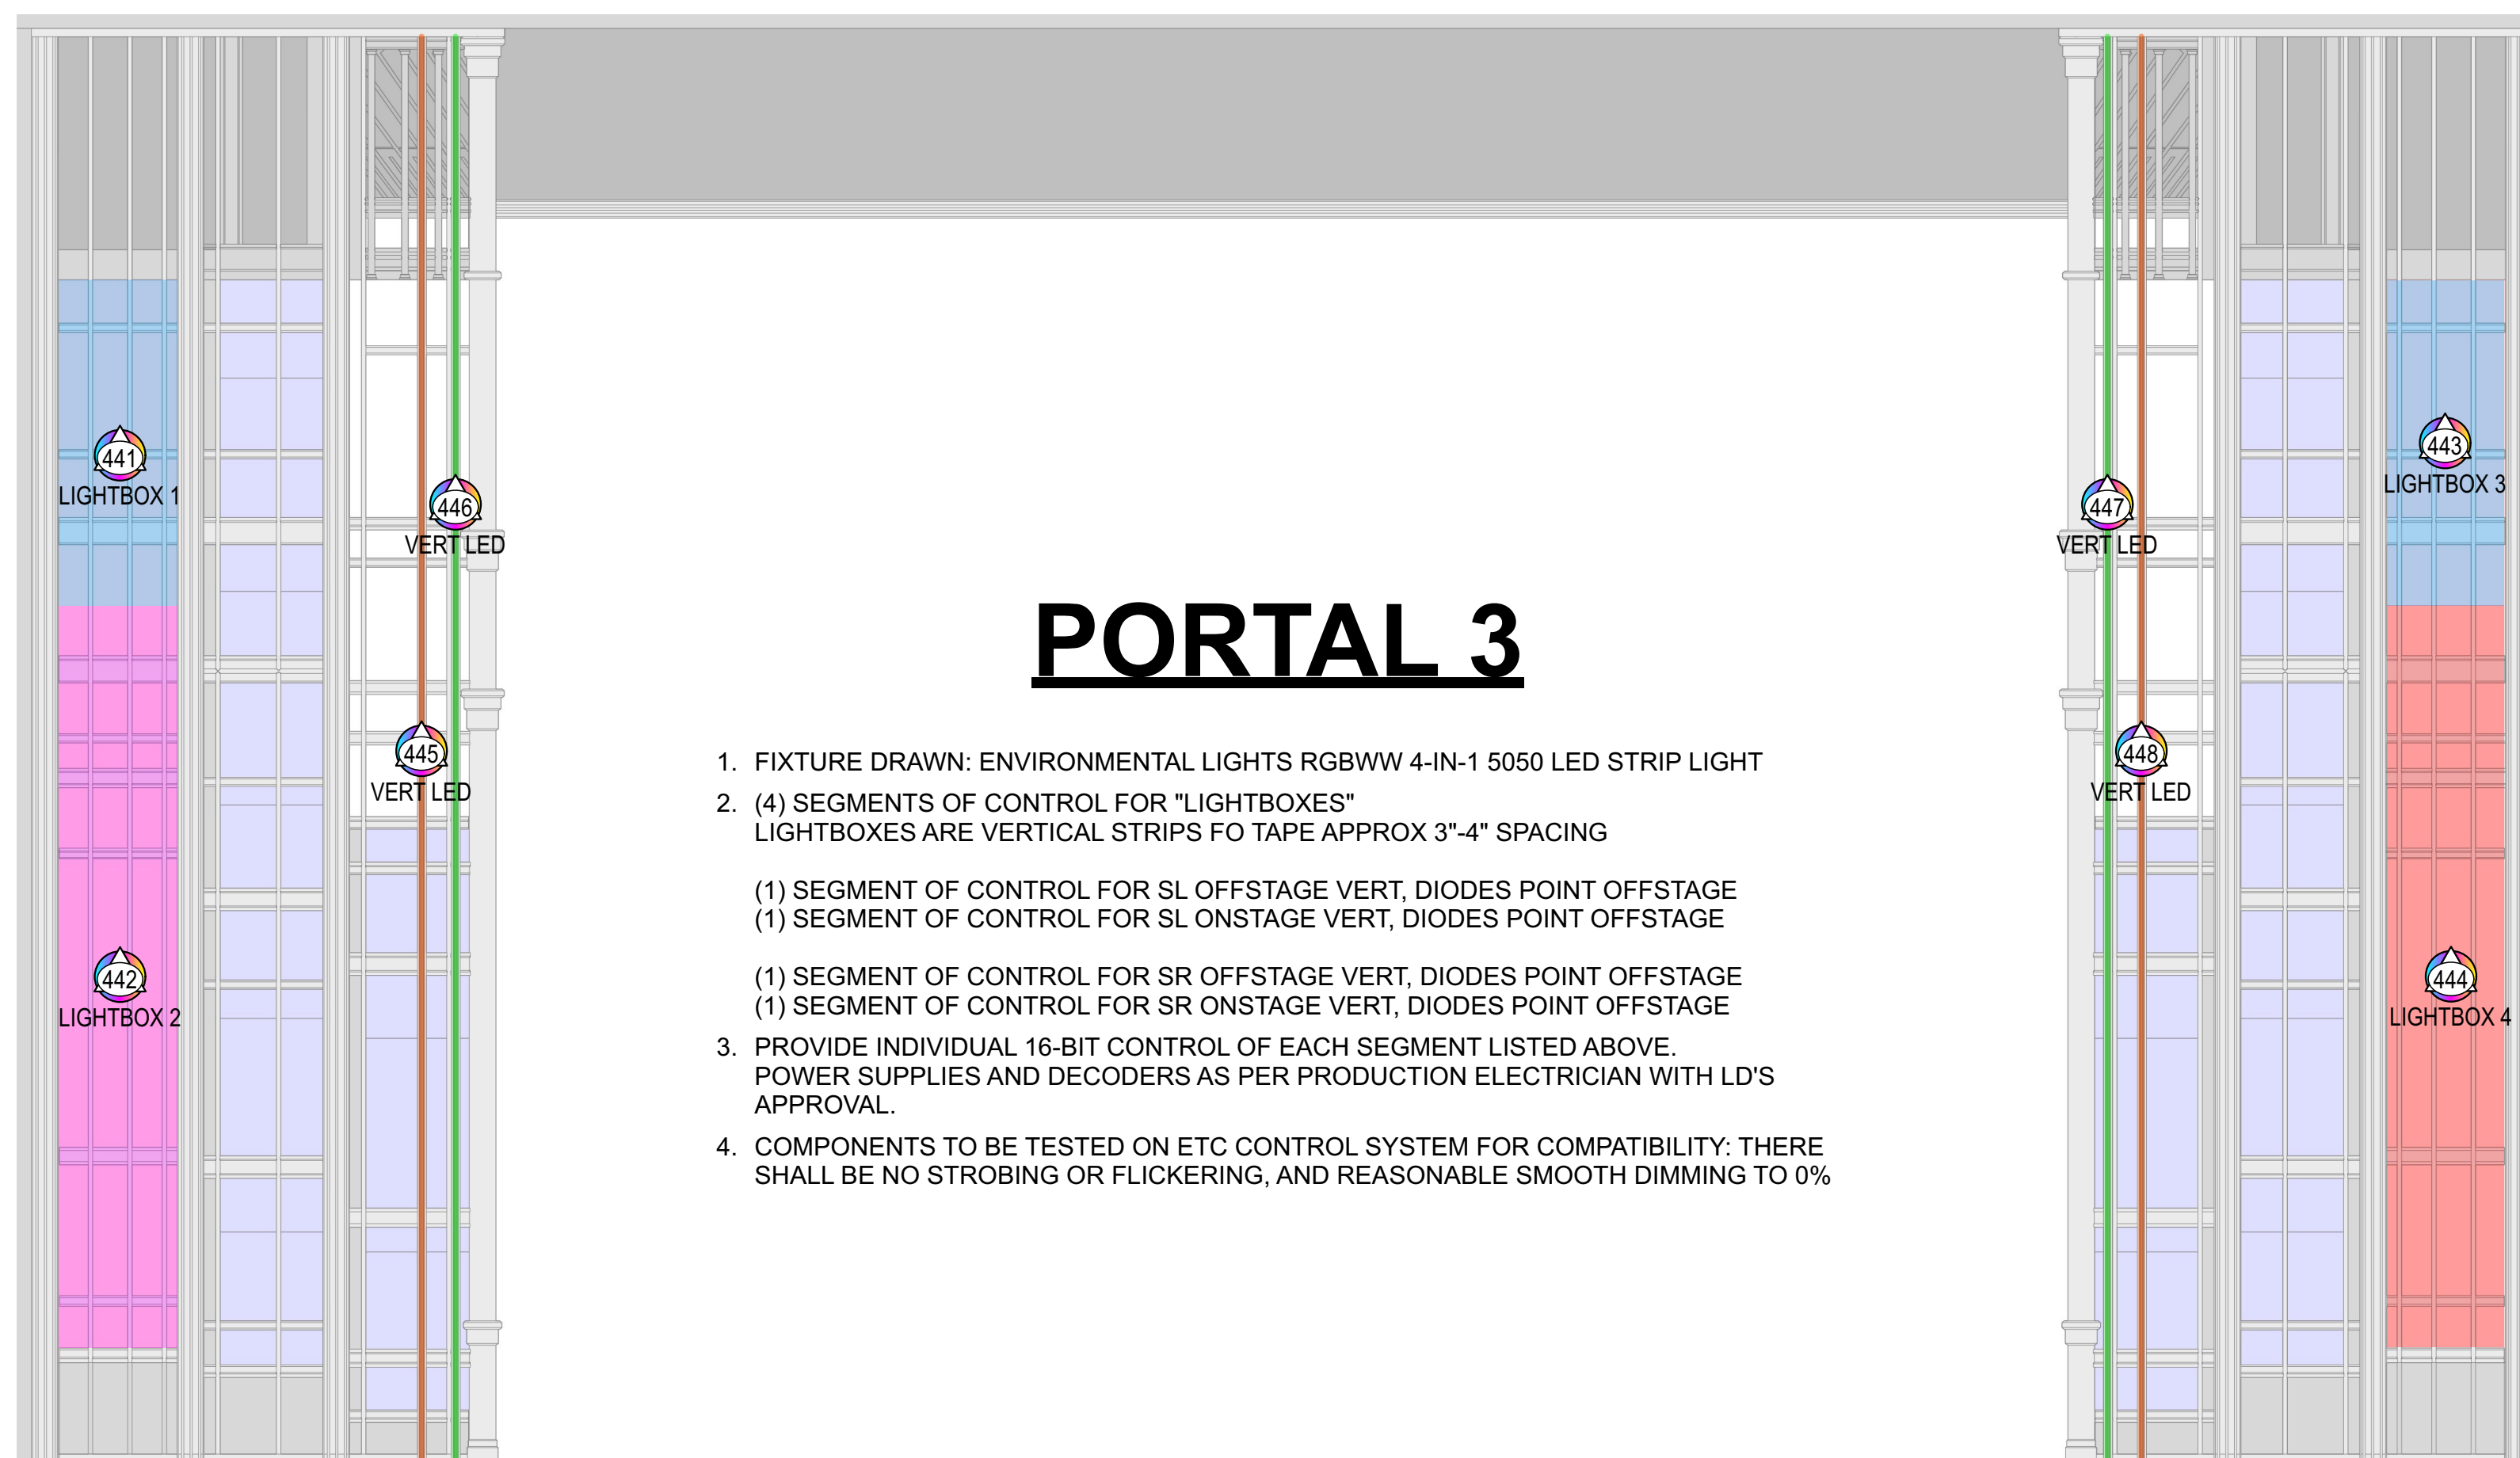 441
LIGHTBOX 1
442
LIGHTBOX 2
446
VERT LED
445
VERT LED
PORTAL 3
1. FIXTURE DRAWN: ENVIRONMENTAL LIGHTS RGBWW 4-IN-1 5050 LED STRIP LIGHT
2. (4) SEGMENTS OF CONTROL FOR "LIGHTBOXES"
LIGHTBOXES ARE VERTICAL STRIPS FO TAPE APPROX 3"-4" SPACING
(1) SEGMENT OF CONTROL FOR SL OFFSTAGE VERT, DIODES POINT OFFSTAGE
(1) SEGMENT OF CONTROL FOR SL ONSTAGE VERT, DIODES POINT OFFSTAGE
(1) SEGMENT OF CONTROL FOR SR OFFSTAGE VERT, DIODES POINT OFFSTAGE
(1) SEGMENT OF CONTROL FOR SR ONSTAGE VERT, DIODES POINT OFFSTAGE
3. PROVIDE INDIVIDUAL 16-BIT CONTROL OF EACH SEGMENT LISTED ABOVE.
POWER SUPPLIES AND DECODERS AS PER PRODUCTION ELECTRICIAN WITH LD'S
APPROVAL.
4. COMPONENTS TO BE TESTED ON ETC CONTROL SYSTEM FOR COMPATIBILITY: THERE
SHALL BE NO STROBING OR FLICKERING, AND REASONABLE SMOOTH DIMMING TO 0%
447
VERT LED
448
VERT LED
443
LIGHTBOX 3
444
LIGHTBOX 4